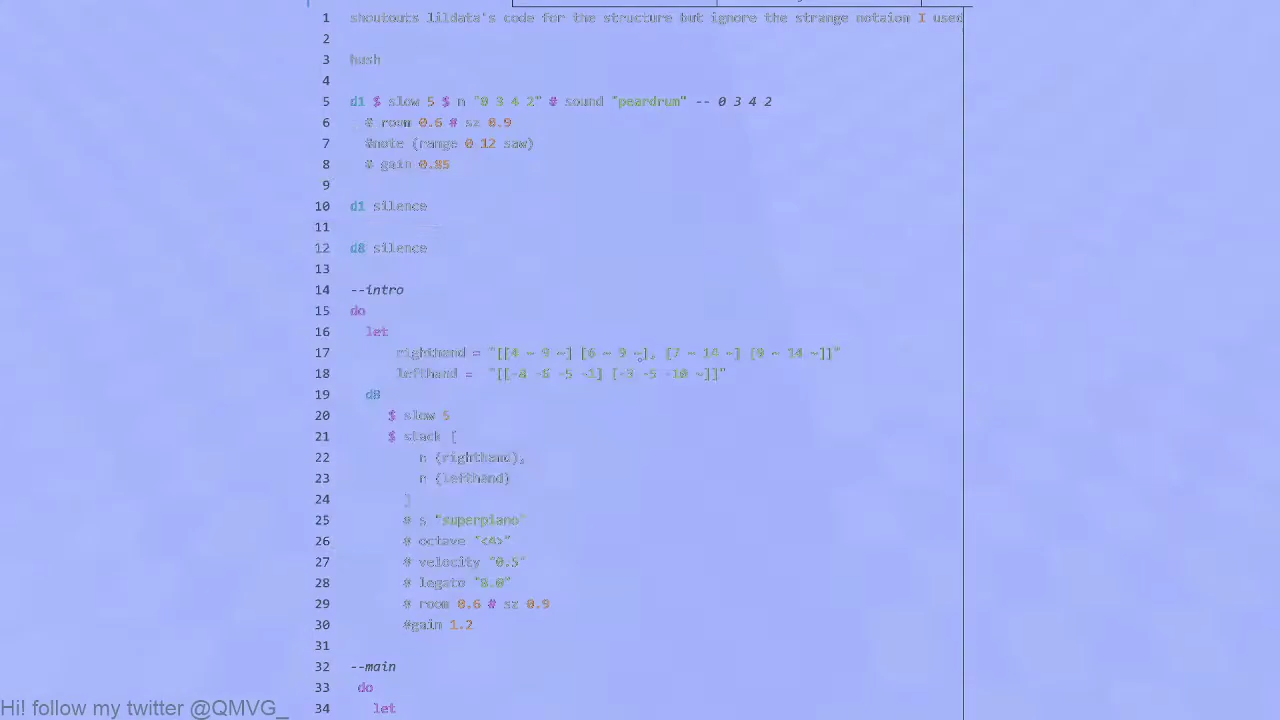 1 shoutouts lildata's code for the structure but ignore the strange notaion I used
2
3 hush
4
5 d1 $ slow 5 $ n "0 3 4 2" # sound "peardrum" -- 0 3 4 2
6 # room 0.6 # sz 0.9
7 #note (range 0 12 saw)
8 # gain 0.85
9
10 d1 silence
11
12 d8 silence
13
14 --intro
15 do
16 let
17 righthand = "[[4 ~ 9 ~] [6 ~ 9 ~], [7 ~ 14 ~] [9 ~ 14 ~]]"
18 lefthand = "[[-8 -6 -5 -1] [-3 -5 -10 ~]]"
19 d8
20 $ slow 5
21 $ stack [
22 n (righthand),
23 n (lefthand)
24 ]
25 # s "superpiano"
26 # octave "<4>"
27 # velocity "0.5"
28 # legato "8.0"
29 # room 0.6 # sz 0.9
30 #gain 1.2
31
32 --main
33 do
34 let
Hi! follow my twitter @QMVG_